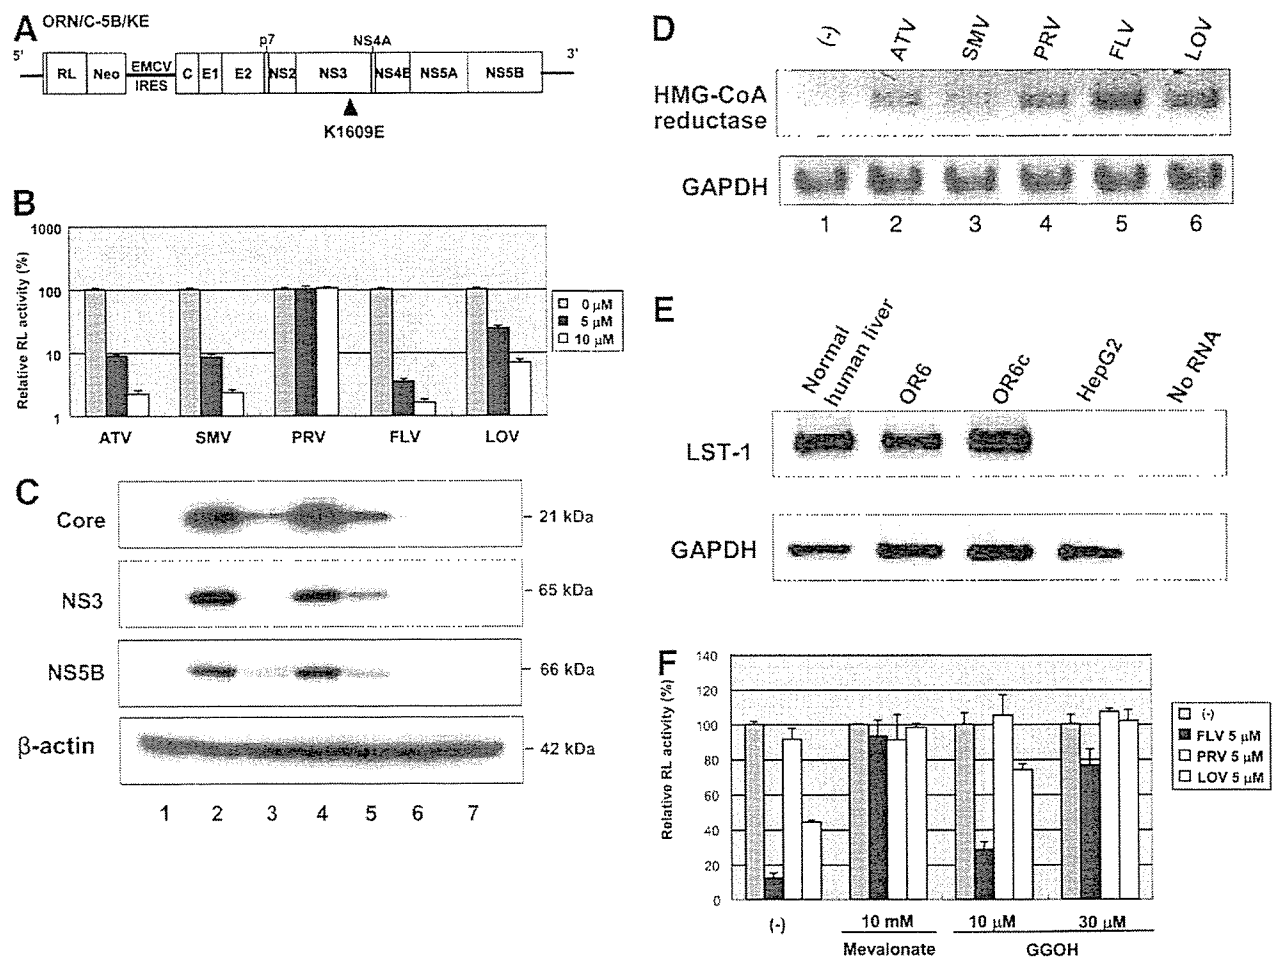 A
ORN/C-5B/KE
5'
3'
p7
NS4A
RL
Neo
EMCV
IRES
C
E1
E2
NS2
NS3
NS4B
NS5A
NS5B
K1609E
B
Relative RL activity (%)
1000
100
10
1
ATV
SMV
PRV
FLV
LOV
0 µM
5 µM
10 µM
C
Core
21 kDa
NS3
65 kDa
NS5B
66 kDa
β-actin
42 kDa
1 2 3 4 5 6 7
D
(-)
ATV
SMV
PRV
FLV
LOV
HMG-CoA
reductase
GAPDH
1 2 3 4 5 6
E
Normal
human liver
OR6
OR6c
HepG2
No RNA
LST-1
GAPDH
F
Relative RL activity (%)
140
120
100
80
60
40
20
0
(-)
10 mM
10 µM
30 µM
Mevalonate
GGOH
(-)
FLV 5 µM
PRV 5 µM
LOV 5 µM